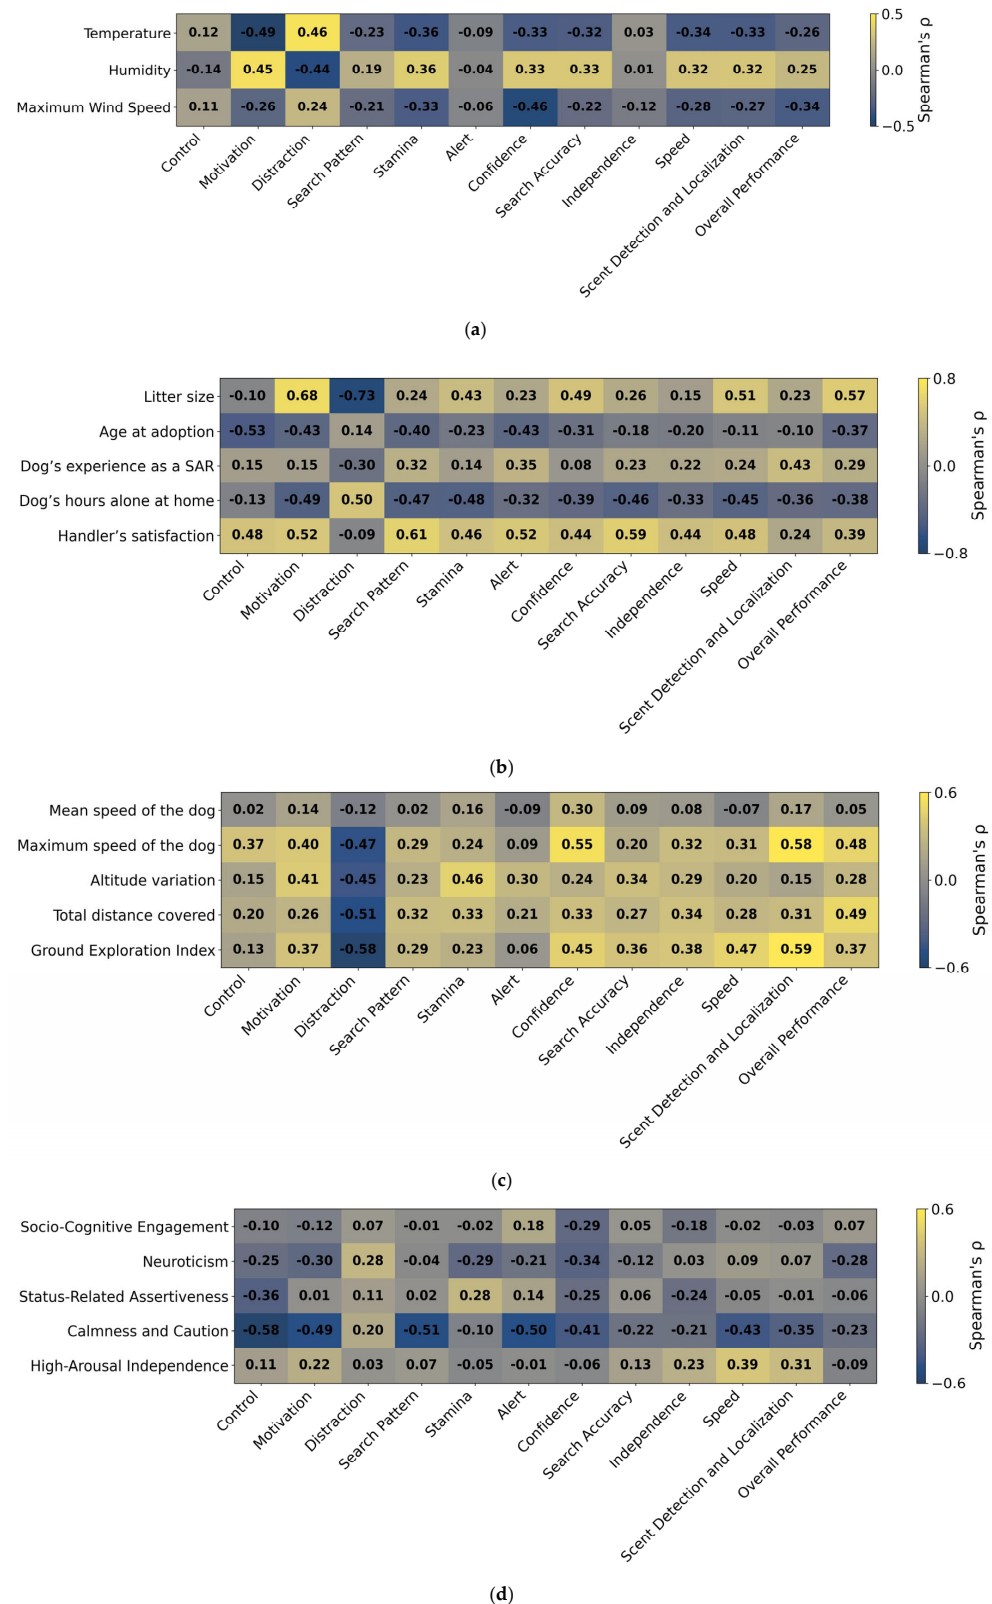 Temperature 0.12 -0.49 0.46 -0.23 -0.36 -0.09 -0.33 -0.32 0.03 -0.34 -0.33 -0.26
Humidity -0.14 0.45 -0.44 0.19 0.36 -0.04 0.33 0.33 0.01 0.32 0.32 0.25
Maximum Wind Speed 0.11 -0.26 0.24 -0.21 -0.33 -0.06 -0.46 -0.22 -0.12 -0.28 -0.27 -0.34
Control
Motivation
Distraction
Search Pattern
Stamina
Alert
Confidence
Search Accuracy
Independence
Speed
Scent Detection and Localization
Overall Performance
0.5
0.0
−0.5
Spearman's ρ
(a)
Litter size -0.10 0.68 -0.73 0.24 0.43 0.23 0.49 0.26 0.15 0.51 0.23 0.57
Age at adoption -0.53 -0.43 0.14 -0.40 -0.23 -0.43 -0.31 -0.18 -0.20 -0.11 -0.10 -0.37
Dog’s experience as a SAR 0.15 0.15 -0.30 0.32 0.14 0.35 0.08 0.23 0.22 0.24 0.43 0.29
Dog’s hours alone at home -0.13 -0.49 0.50 -0.47 -0.48 -0.32 -0.39 -0.46 -0.33 -0.45 -0.36 -0.38
Handler’s satisfaction 0.48 0.52 -0.09 0.61 0.46 0.52 0.44 0.59 0.44 0.48 0.24 0.39
Control
Motivation
Distraction
Search Pattern
Stamina
Alert
Confidence
Search Accuracy
Independence
Speed
Scent Detection and Localization
Overall Performance
0.8
0.0
−0.8
Spearman's ρ
(b)
Mean speed of the dog 0.02 0.14 -0.12 0.02 0.16 -0.09 0.30 0.09 0.08 -0.07 0.17 0.05
Maximum speed of the dog 0.37 0.40 -0.47 0.29 0.24 0.09 0.55 0.20 0.32 0.31 0.58 0.48
Altitude variation 0.15 0.41 -0.45 0.23 0.46 0.30 0.24 0.34 0.29 0.20 0.15 0.28
Total distance covered 0.20 0.26 -0.51 0.32 0.33 0.21 0.33 0.27 0.34 0.28 0.31 0.49
Ground Exploration Index 0.13 0.37 -0.58 0.29 0.23 0.06 0.45 0.36 0.38 0.47 0.59 0.37
Control
Motivation
Distraction
Search Pattern
Stamina
Alert
Confidence
Search Accuracy
Independence
Speed
Scent Detection and Localization
Overall Performance
0.6
0.0
−0.6
Spearman's ρ
(c)
Socio-Cognitive Engagement -0.10 -0.12 0.07 -0.01 -0.02 0.18 -0.29 0.05 -0.18 -0.02 -0.03 0.07
Neuroticism -0.25 -0.30 0.28 -0.04 -0.29 -0.21 -0.34 -0.12 0.03 0.09 0.07 -0.28
Status-Related Assertiveness -0.36 0.01 0.11 0.02 0.28 0.14 -0.25 0.06 -0.24 -0.05 -0.01 -0.06
Calmness and Caution -0.58 -0.49 0.20 -0.51 -0.10 -0.50 -0.41 -0.22 -0.21 -0.43 -0.35 -0.23
High-Arousal Independence 0.11 0.22 0.03 0.07 -0.05 -0.01 -0.06 0.13 0.23 0.39 0.31 -0.09
Control
Motivation
Distraction
Search Pattern
Stamina
Alert
Confidence
Search Accuracy
Independence
Speed
Scent Detection and Localization
Overall Performance
0.6
0.0
−0.6
Spearman's ρ
(d)